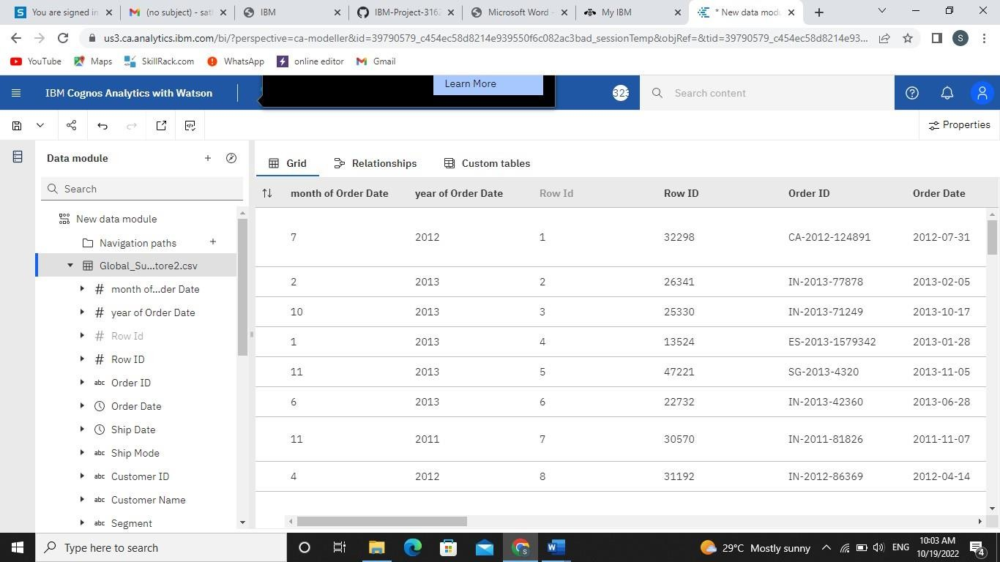 You are signed in
(no subject) - sat
IBM
IBM-Project-3162
Microsoft Word -
My IBM
* New data modu
us3.ca.analytics.ibm.com/bi/?perspective=ca-modeller&id=39790579_c454ec58d8214e939550f6c082ac3bad_sessionTemp&objRef=&tid=39790579_c454ec58d8214e93...
S
YouTube
Maps
SkillRack.com
WhatsApp
online editor
Gmail
IBM Cognos Analytics with Watson
Learn More
323
Search content
Properties
Data module
Grid
Relationships
Custom tables
Search
month of Order Date
year of Order Date
Row Id
Row ID
Order ID
Order Date
New data module
Navigation paths
Global_Su...tore2.csv
month of...der Date
year of Order Date
Row Id
Row ID
Order ID
Order Date
Ship Date
Ship Mode
Customer ID
Customer Name
Segment
7 2012 1 32298 CA-2012-124891 2012-07-31
2 2013 2 26341 IN-2013-77878 2013-02-05
10 2013 3 25330 IN-2013-71249 2013-10-17
1 2013 4 13524 ES-2013-1579342 2013-01-28
11 2013 5 47221 SG-2013-4320 2013-11-05
6 2013 6 22732 IN-2013-42360 2013-06-28
11 2011 7 30570 IN-2011-81826 2011-11-07
4 2012 8 31192 IN-2012-86369 2012-04-14
Type here to search
29°C Mostly sunny
ENG
10:03 AM
10/19/2022
4